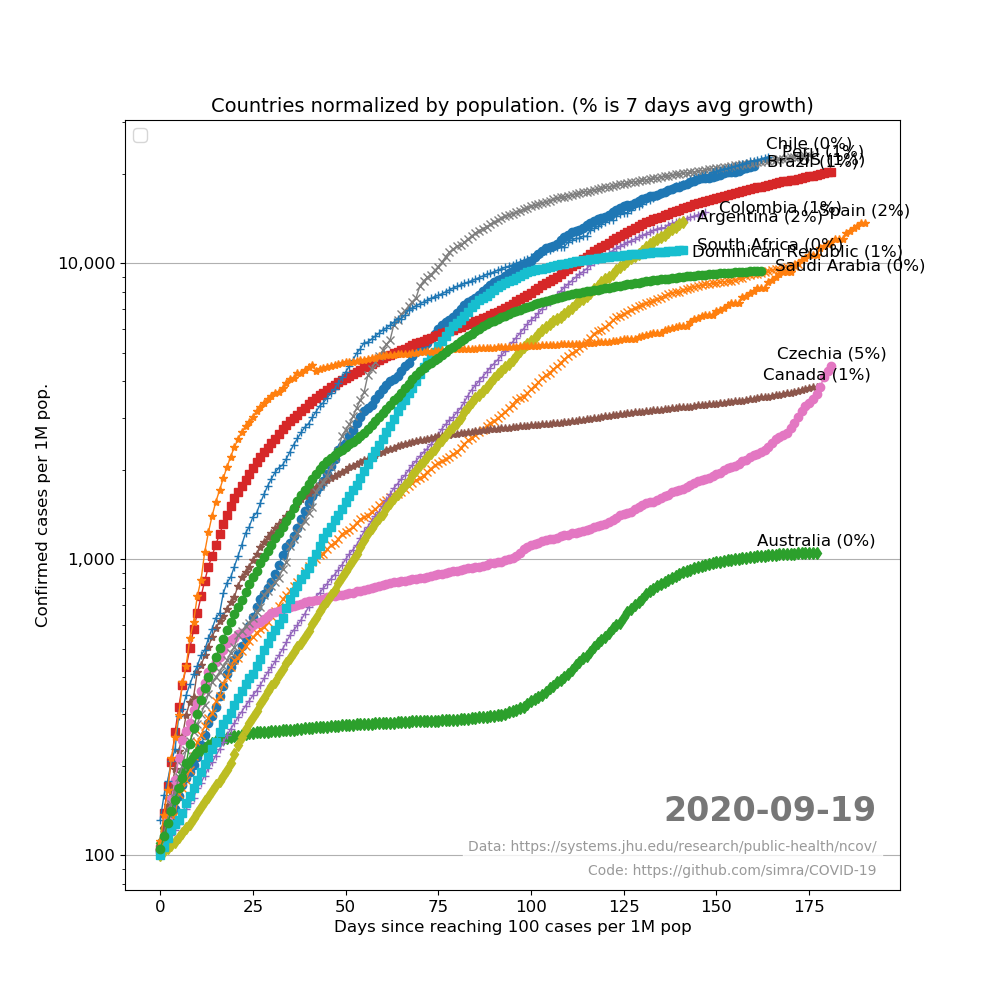 Countries normalized by population. (% is 7 days avg growth)
Chile (0%)
Peru (1%)
US (1%)
Brazil (1%)
Colombia (1%)
Spain (2%)
Argentina (2%)
South Africa (0%)
Dominican Republic (1%)
Saudi Arabia (0%)
Czechia (5%)
Canada (1%)
Australia (0%)
10,000
1,000
100
Confirmed cases per 1M pop.
2020-09-19
Data: https://systems.jhu.edu/research/public-health/ncov/
Code: https://github.com/simra/COVID-19
0 25 50 75 100 125 150 175
Days since reaching 100 cases per 1M pop